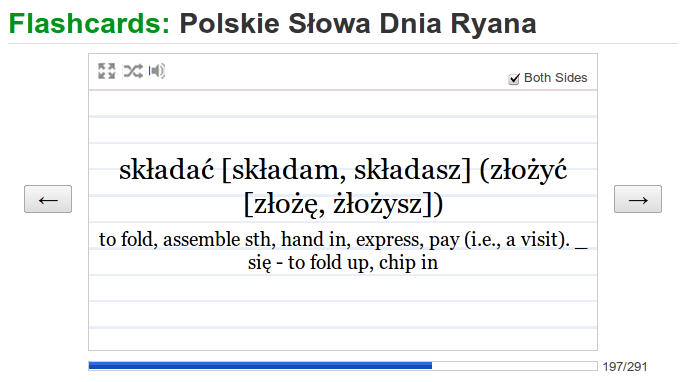 Flashcards: Polskie Słowa Dnia Ryana
Both Sides
składać [składam, składasz] (złożyć
[złożę, żłożysz])
to fold, assemble sth, hand in, express, pay (i.e., a visit). _
się - to fold up, chip in
197/291